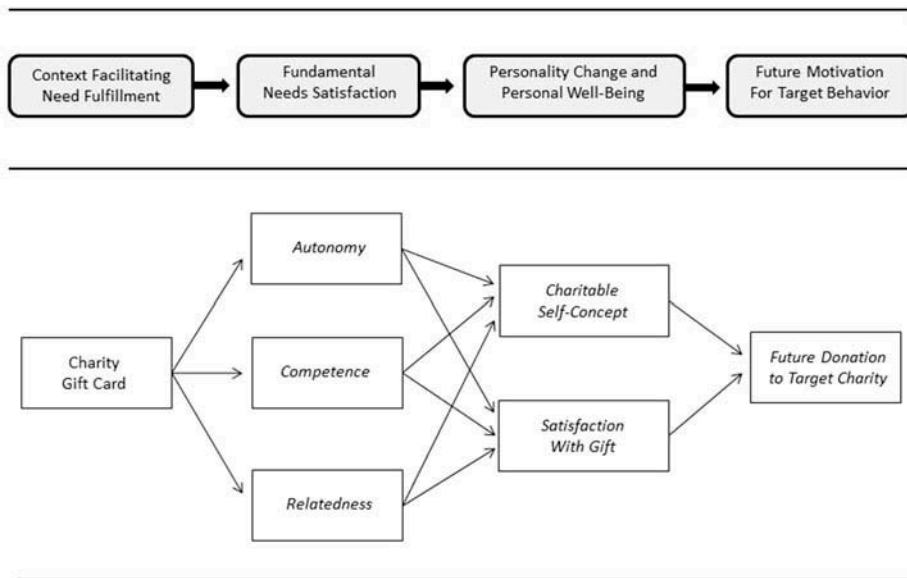 Context Facilitating
Need Fulfillment
Fundamental
Needs Satisfaction
Personality Change and
Personal Well-Being
Future Motivation
For Target Behavior
Autonomy
Charitable
Self-Concept
Charity
Gift Card
Competence
Future Donation
to Target Charity
Satisfaction
With Gift
Relatedness